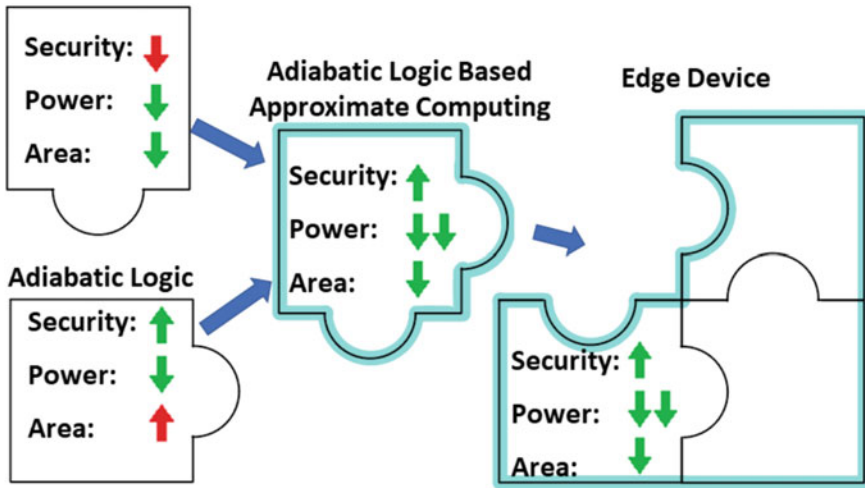 Security:
Power:
Area:
Adiabatic Logic
Security:
Power:
Area:
Adiabatic Logic Based
Approximate Computing
Security:
Power:
Area:
Edge Device
Security:
Power:
Area: